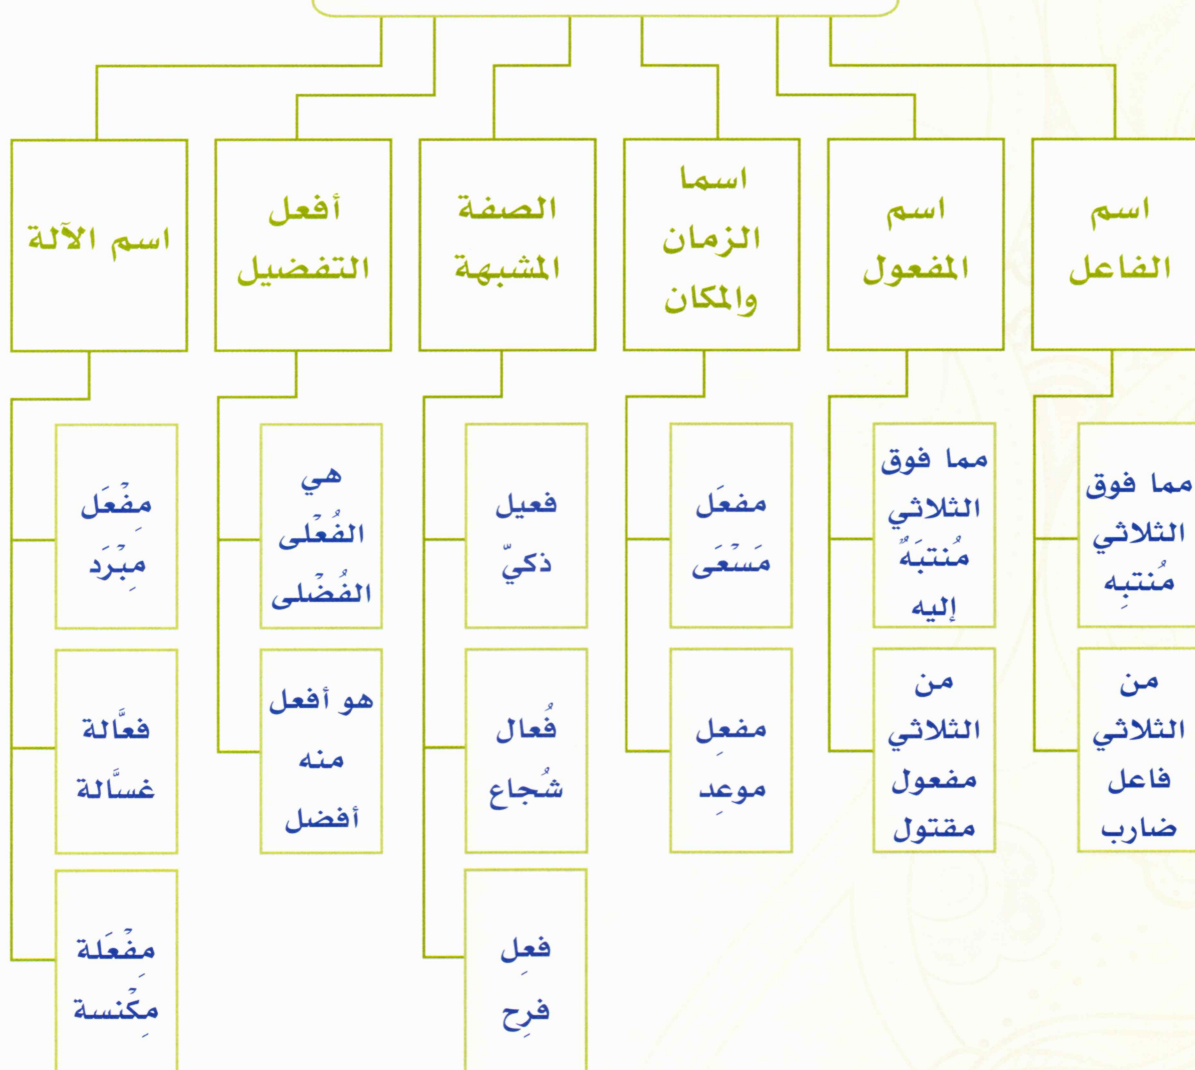 اسم
الفاعل
اسم
المفعول
اسما
الزمان
والمكان
الصفة
المشبهة
أفعل
التفضيل
اسم الآلة
مما فوق
الثلاثي
مُنتبِه
من
الثلاثي
فاعل
ضارب
مما فوق
الثلاثي
مُنتبَهٌ
إليه
من
الثلاثي
مفعول
مقتول
مفعَل
مَسْعَى
مفعِل
موعِد
فعيل
ذكيّ
فُعال
شُجاع
فعِل
فرِح
هي
الفُعْلى
الفُضْلى
هو أفعل
منه
أفضل
مِفْعَل
مِبْرَد
فعَّالة
غسَّالة
مِفْعَلة
مِكْنسة